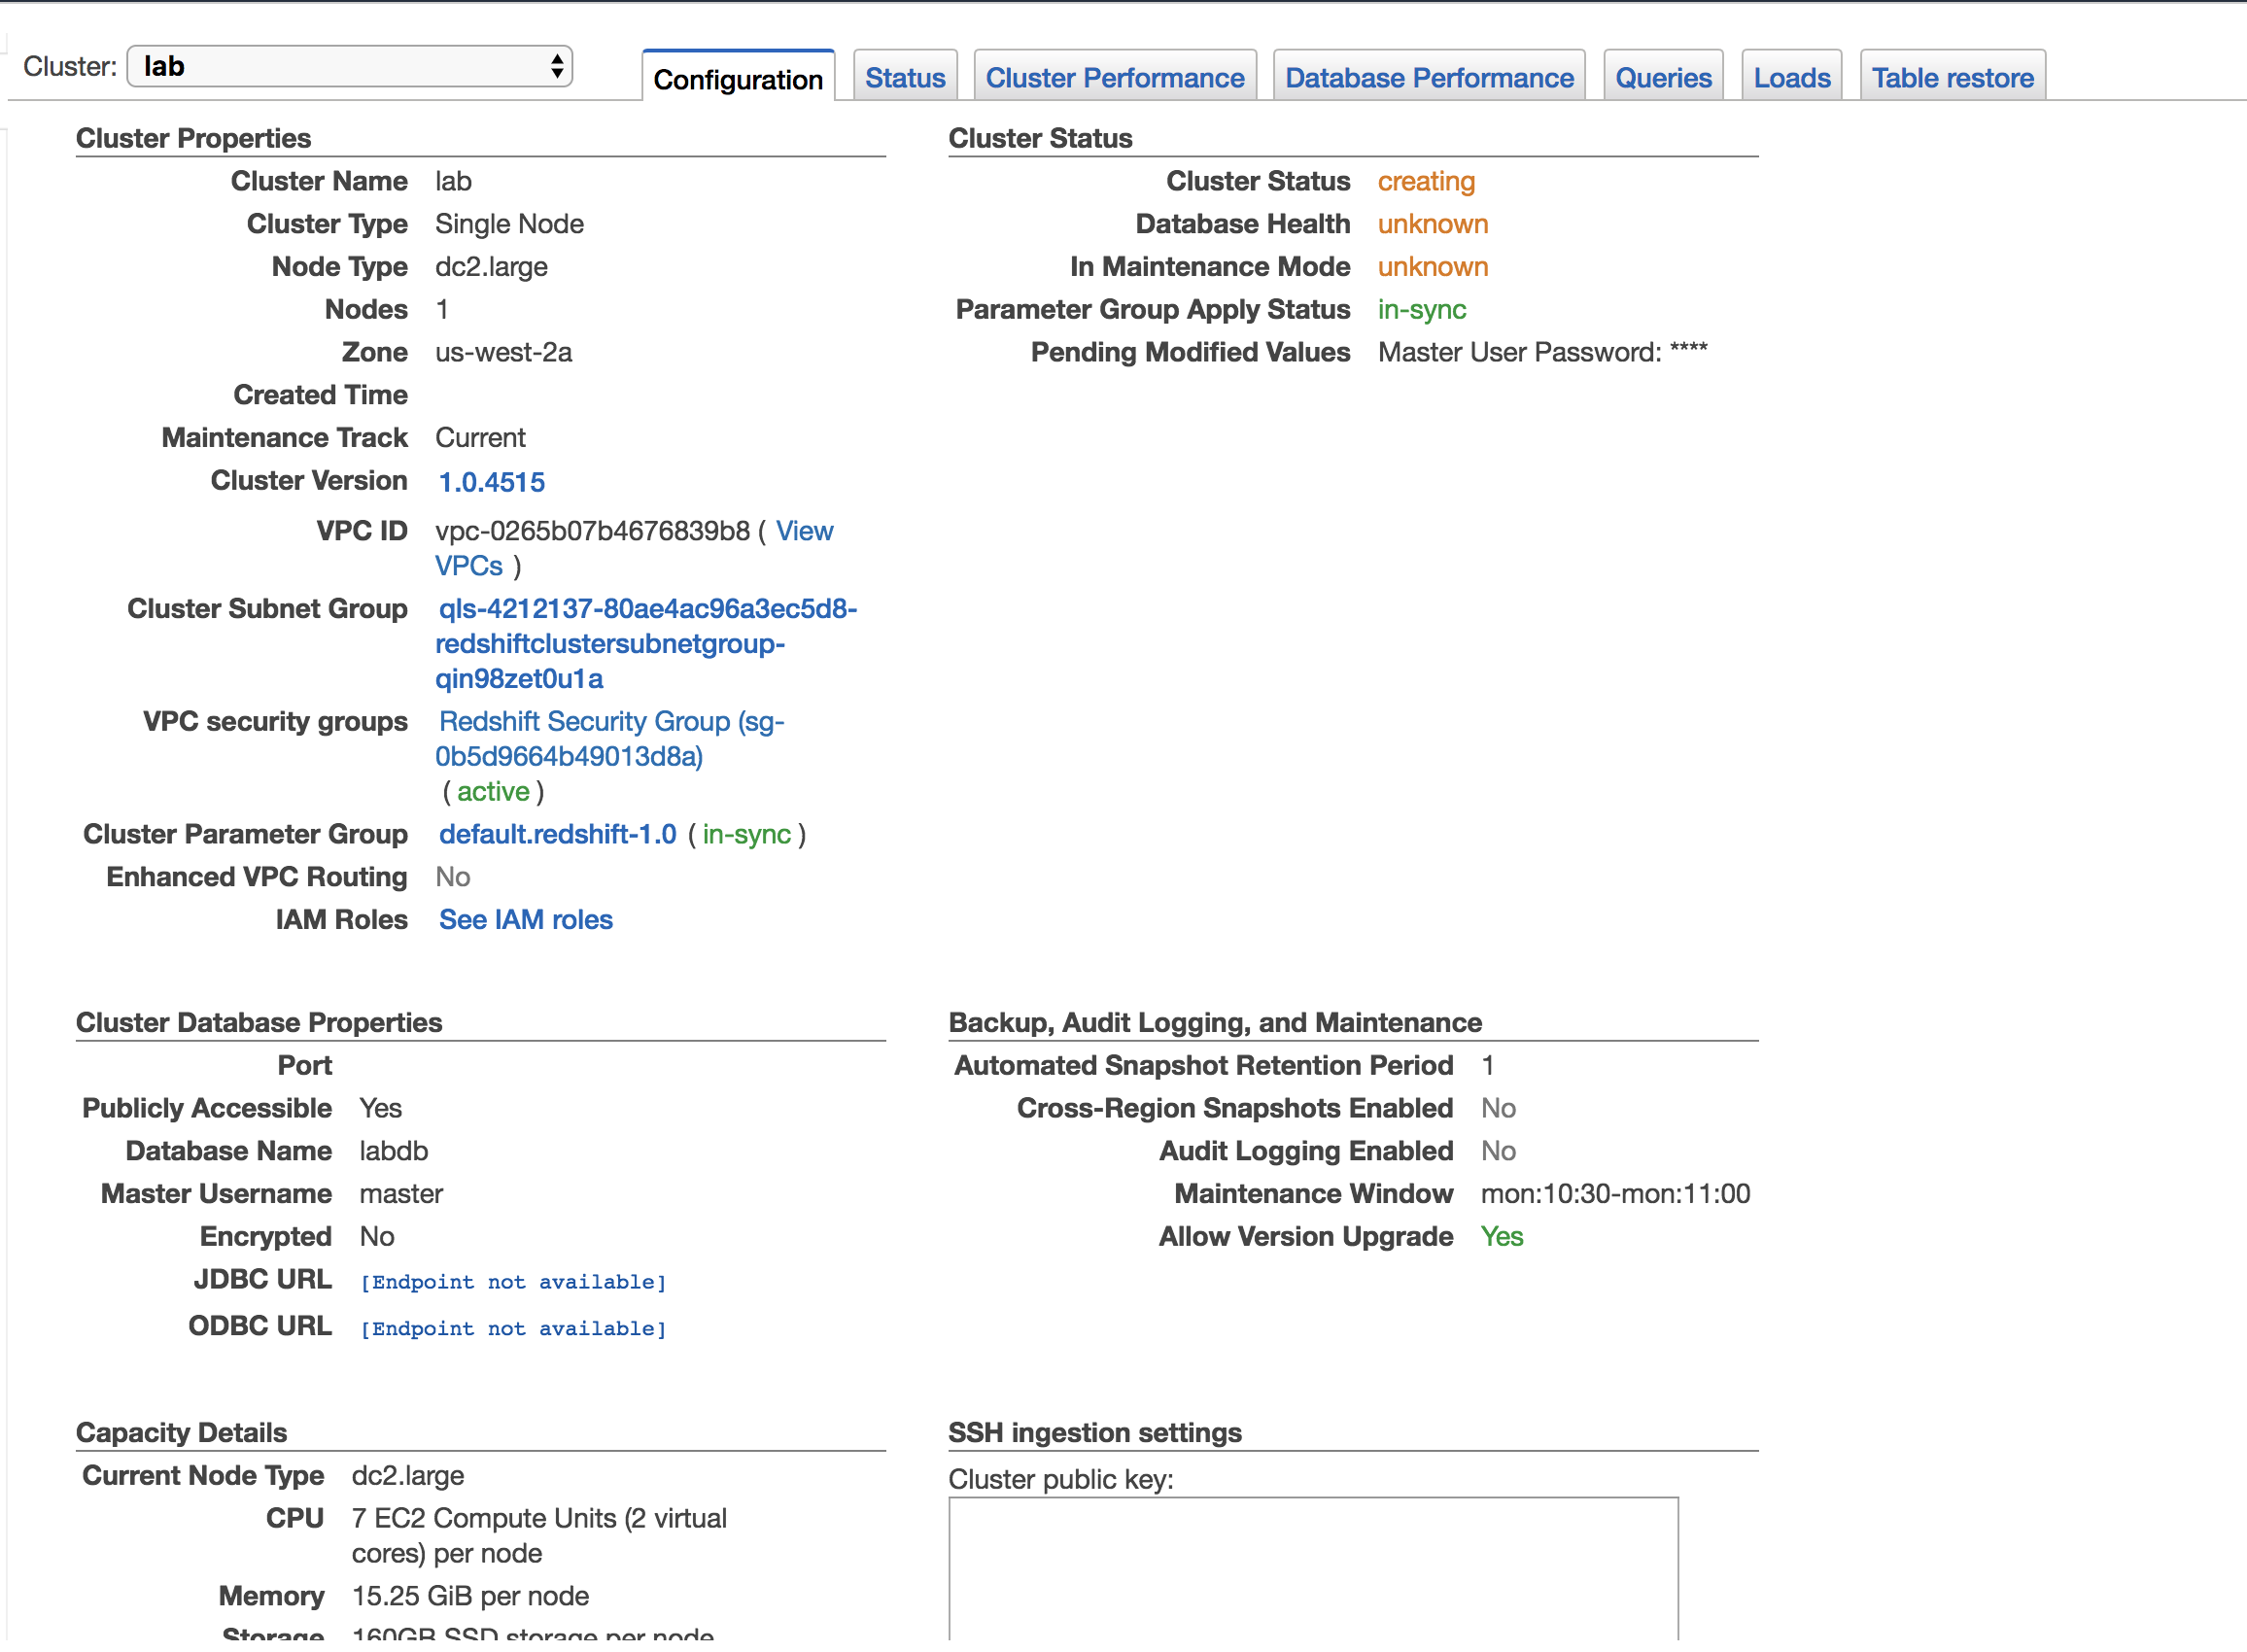 Cluster: lab
Configuration Status Cluster Performance Database Performance Queries Loads Table restore
Cluster Properties
Cluster Name lab
Cluster Type Single Node
Node Type dc2.large
Nodes 1
Zone us-west-2a
Created Time
Maintenance Track Current
Cluster Version 1.0.4515
VPC ID vpc-0265b07b4676839b8 ( View
VPCs )
Cluster Subnet Group qls-4212137-80ae4ac96a3ec5d8-
redshiftclustersubnetgroup-
qin98zet0u1a
VPC security groups Redshift Security Group (sg-
0b5d9664b49013d8a)
( active )
Cluster Parameter Group default.redshift-1.0 ( in-sync )
Enhanced VPC Routing No
IAM Roles See IAM roles
Cluster Status
Cluster Status creating
Database Health unknown
In Maintenance Mode unknown
Parameter Group Apply Status in-sync
Pending Modified Values Master User Password: ****
Cluster Database Properties
Port
Publicly Accessible Yes
Database Name labdb
Master Username master
Encrypted No
JDBC URL [Endpoint not available]
ODBC URL [Endpoint not available]
Backup, Audit Logging, and Maintenance
Automated Snapshot Retention Period 1
Cross-Region Snapshots Enabled No
Audit Logging Enabled No
Maintenance Window mon:10:30-mon:11:00
Allow Version Upgrade Yes
Capacity Details
Current Node Type dc2.large
CPU 7 EC2 Compute Units (2 virtual
cores) per node
Memory 15.25 GiB per node
Storage 160GB SSD storage per node
SSH ingestion settings
Cluster public key: